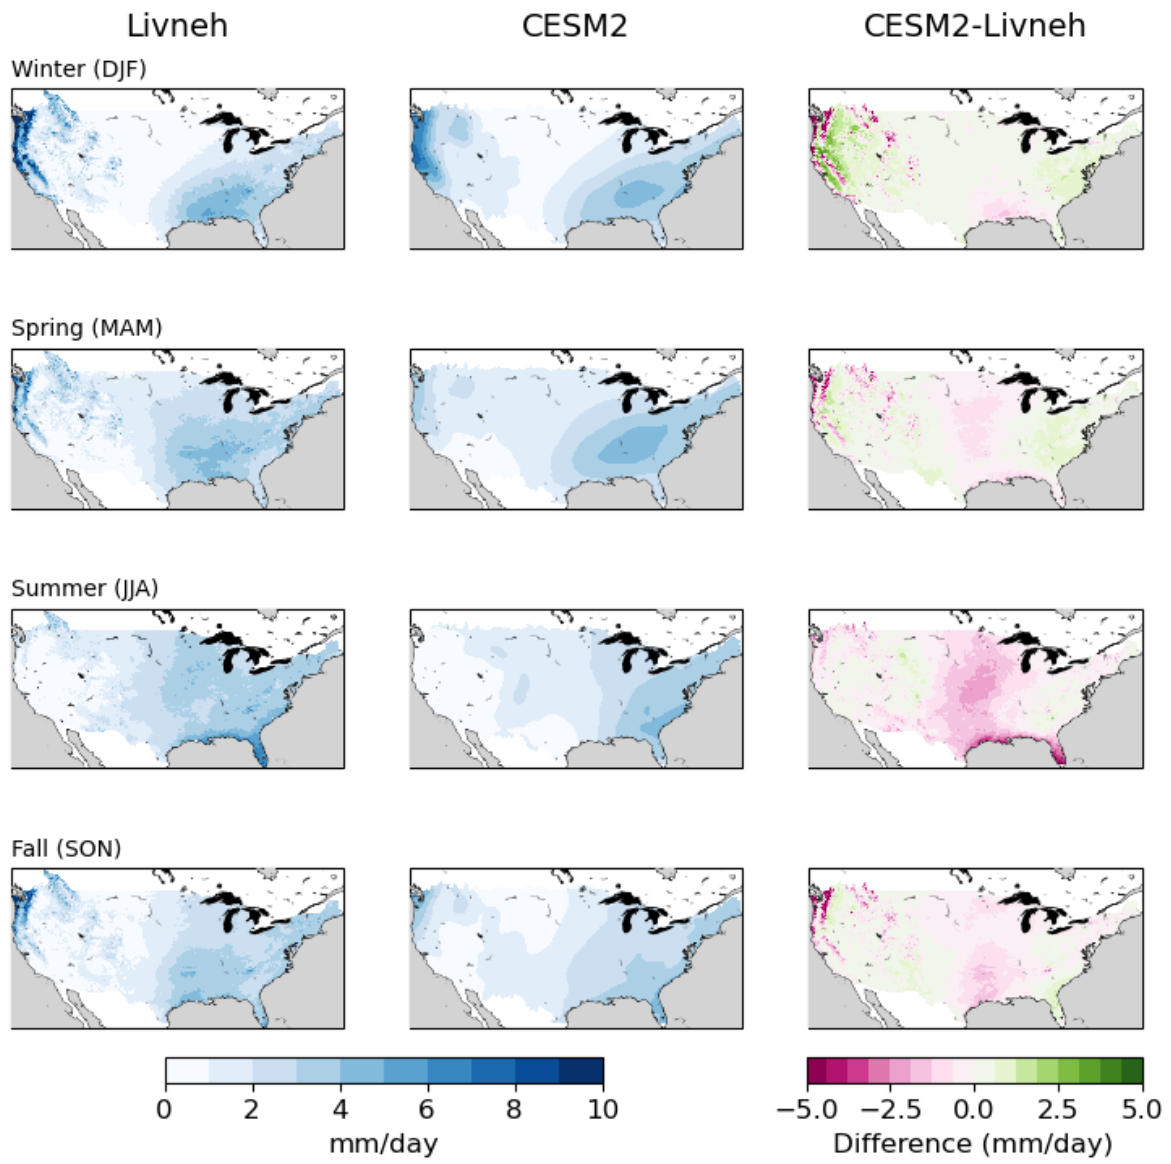 Livneh CESM2 CESM2-Livneh
Winter (DJF)
Spring (MAM)
Summer (JJA)
Fall (SON)
0 2 4 6 8 10 −5.0 −2.5 0.0 2.5 5.0
mm/day Difference (mm/day)